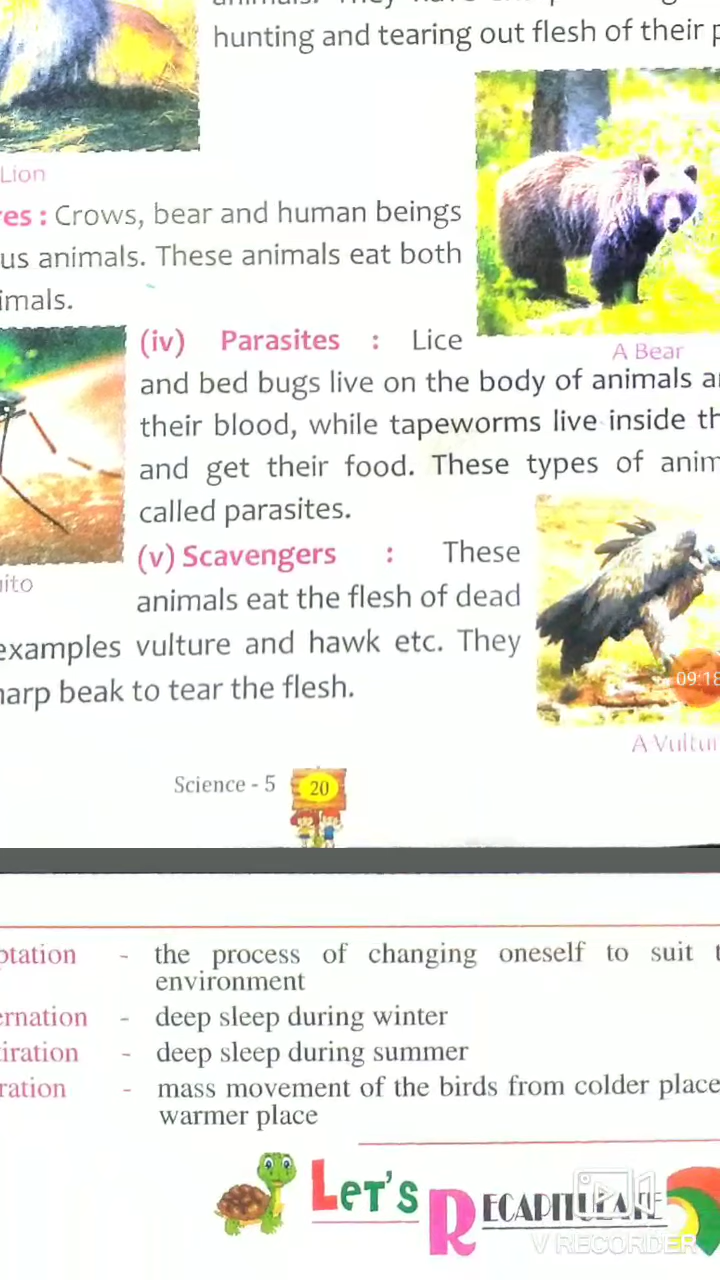 hunting and tearing out flesh of their
Lion
es : Crows, bear and human beings
us animals. These animals eat both
imals.
(iv) Parasites : Lice
A Bear
and bed bugs live on the body of animals
their blood, while tapeworms live inside
and get their food. These types of anim
called parasites.
(v) Scavengers : These
ito
animals eat the flesh of dead
examples vulture and hawk etc. They
harp beak to tear the flesh.
09:18
A Vultu
Science - 5 20
ptation - the process of changing oneself to suit
environment
ernation - deep sleep during winter
iration - deep sleep during summer
ration - mass movement of the birds from colder place
warmer place
LET'S RECAPITULATE
V RECORDER